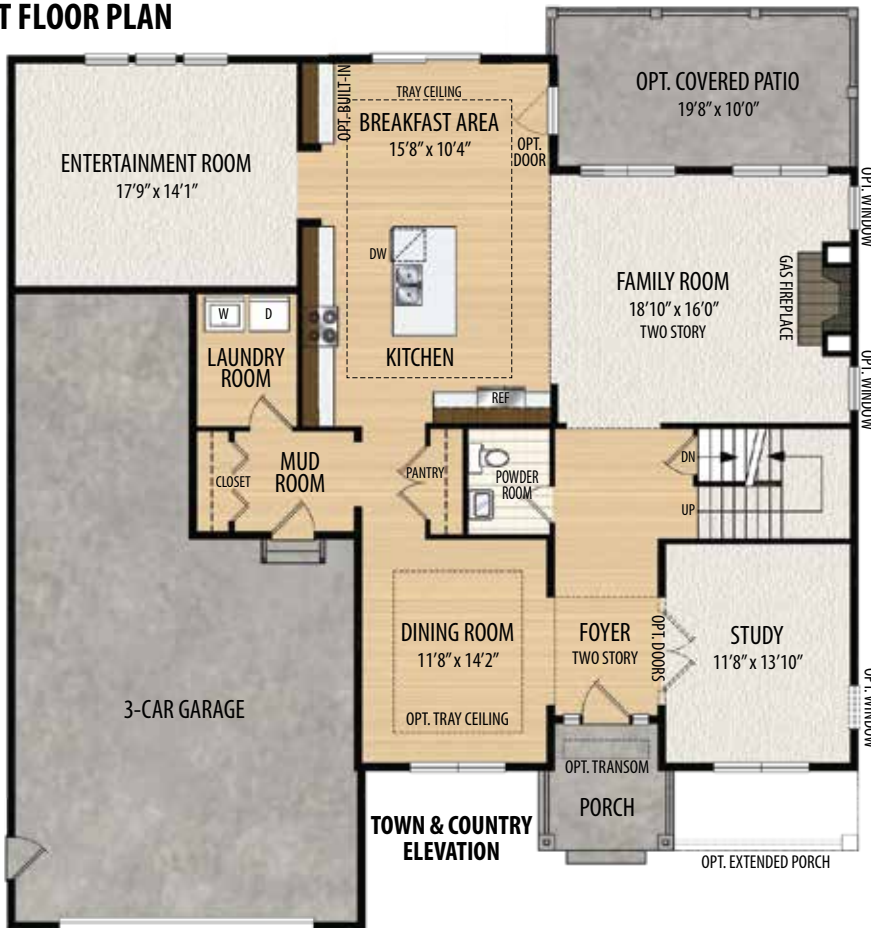 T FLOOR PLAN
OPT. COVERED PATIO
19'8" x 10'0"
OPT. BUILT-IN
TRAY CEILING
BREAKFAST AREA
15'8" x 10'4"
OPT.
DOOR
ENTERTAINMENT ROOM
17'9" x 14'1"
OPT. WINDOW
DW
FAMILY ROOM
18'10" x 16'0"
TWO STORY
GAS FIREPLACE
W
D
LAUNDRY
ROOM
KITCHEN
REF
OPT. WINDOW
CLOSET
MUD
ROOM
PANTRY
POWDER
ROOM
DN
UP
DINING ROOM
11'8" x 14'2"
OPT. TRAY CEILING
FOYER
TWO STORY
OPT. DOORS
STUDY
11'8" x 13'10"
OPT. WINDOW
3-CAR GARAGE
OPT. TRANSOM
PORCH
TOWN & COUNTRY
ELEVATION
OPT. EXTENDED PORCH